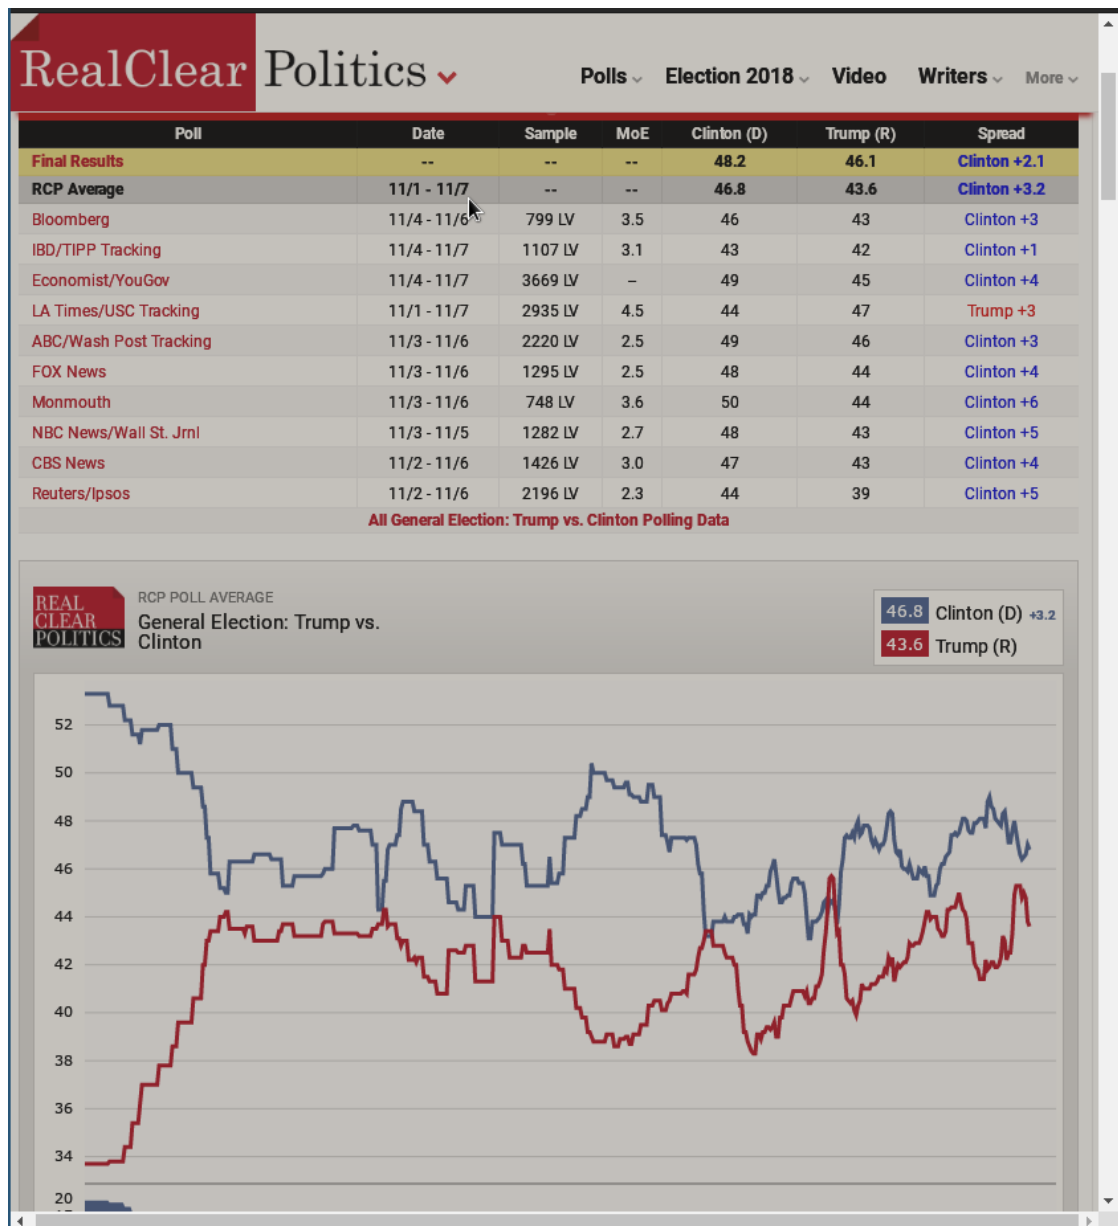 RealClear Politics
Polls Election 2018 Video Writers More
Poll Date Sample MoE Clinton (D) Trump (R) Spread
Final Results -- -- -- 48.2 46.1 Clinton +2.1
RCP Average 11/1 - 11/7 -- -- 46.8 43.6 Clinton +3.2
Bloomberg 11/4 - 11/6 799 LV 3.5 46 43 Clinton +3
IBD/TIPP Tracking 11/4 - 11/7 1107 LV 3.1 43 42 Clinton +1
Economist/YouGov 11/4 - 11/7 3669 LV – 49 45 Clinton +4
LA Times/USC Tracking 11/1 - 11/7 2935 LV 4.5 44 47 Trump +3
ABC/Wash Post Tracking 11/3 - 11/6 2220 LV 2.5 49 46 Clinton +3
FOX News 11/3 - 11/6 1295 LV 2.5 48 44 Clinton +4
Monmouth 11/3 - 11/6 748 LV 3.6 50 44 Clinton +6
NBC News/Wall St. Jrnl 11/3 - 11/5 1282 LV 2.7 48 43 Clinton +5
CBS News 11/2 - 11/6 1426 LV 3.0 47 43 Clinton +4
Reuters/Ipsos 11/2 - 11/6 2196 LV 2.3 44 39 Clinton +5
All General Election: Trump vs. Clinton Polling Data
REAL
CLEAR
POLITICS
RCP POLL AVERAGE
General Election: Trump vs.
Clinton
46.8 Clinton (D) +3.2
43.6 Trump (R)
52
50
48
46
44
42
40
38
36
34
20